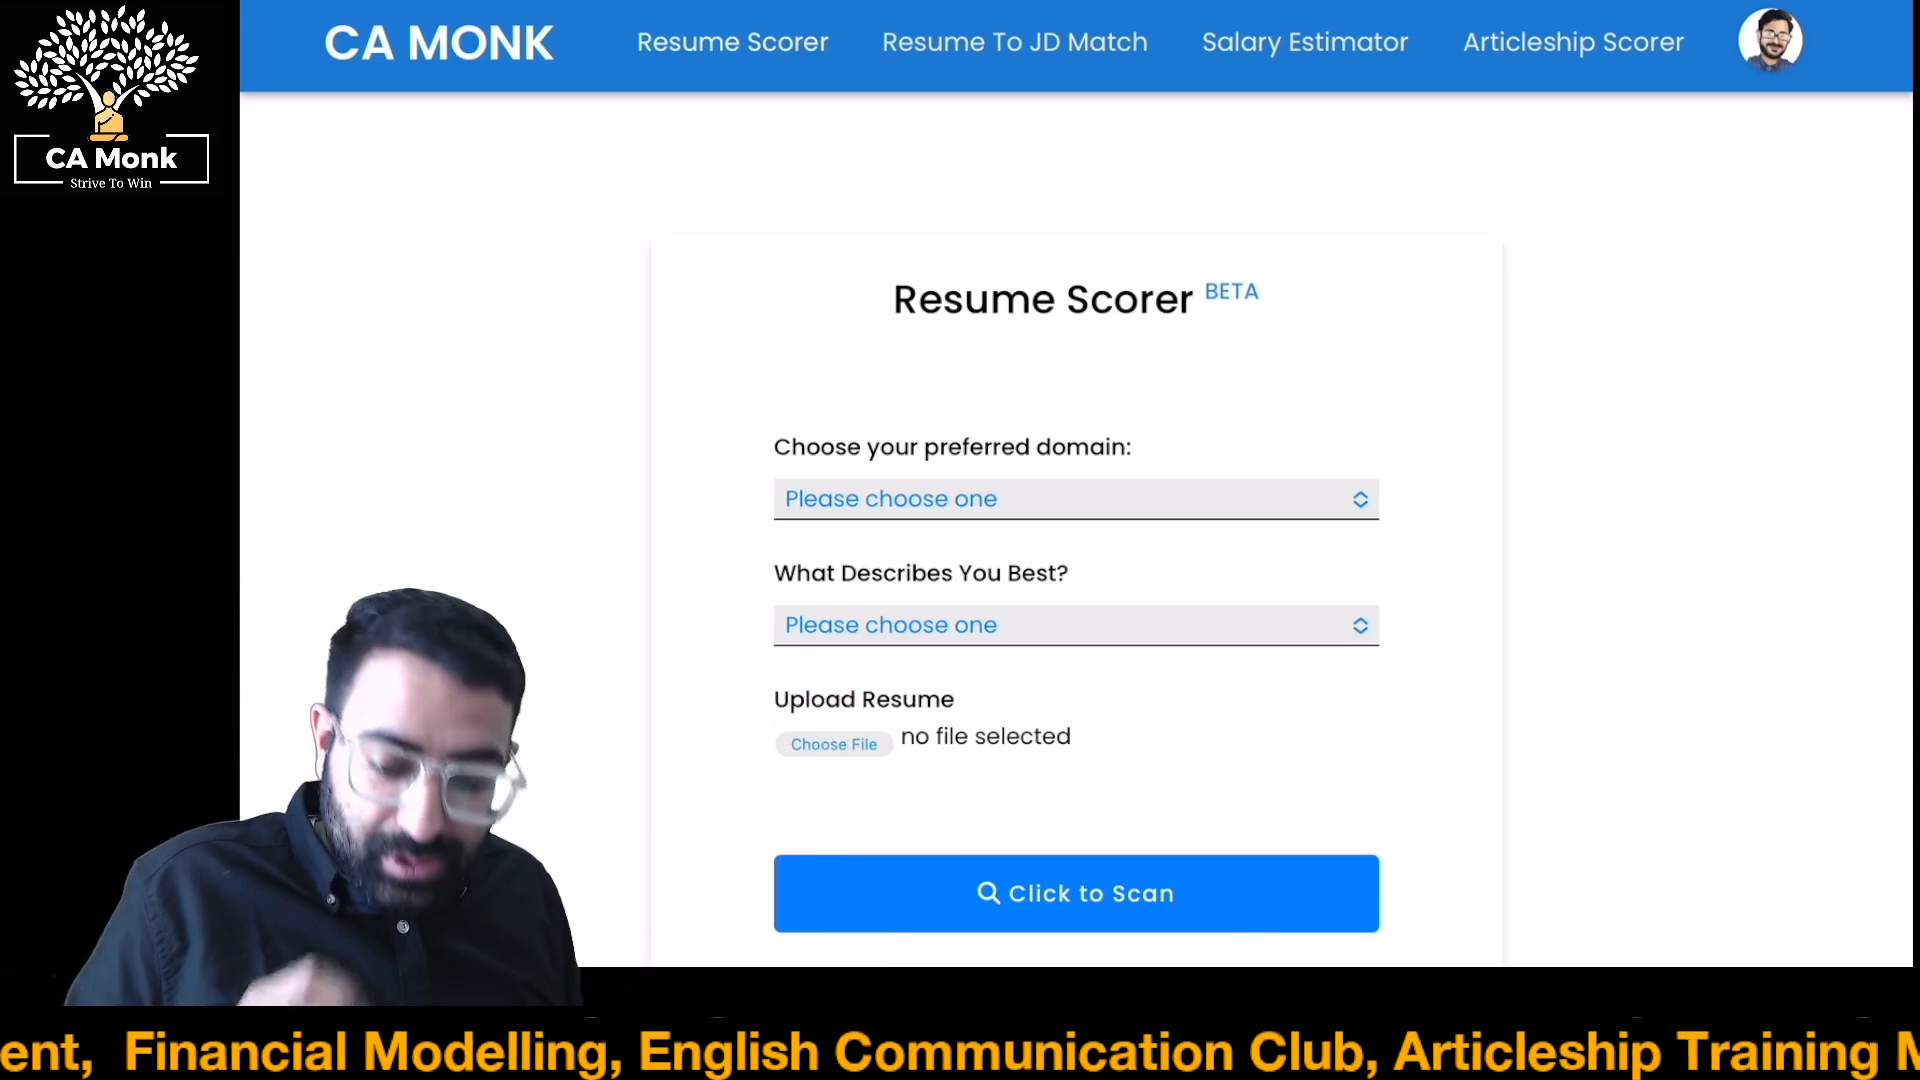 CA Monk
Strive To Win
CA MONK
Resume Scorer
Resume To JD Match
Salary Estimator
Articleship Scorer
Resume Scorer BETA
Choose your preferred domain:
Please choose one
What Describes You Best?
Please choose one
Upload Resume
Choose File no file selected
Click to Scan
ent, Financial Modelling, English Communication Club, Articleship Training M